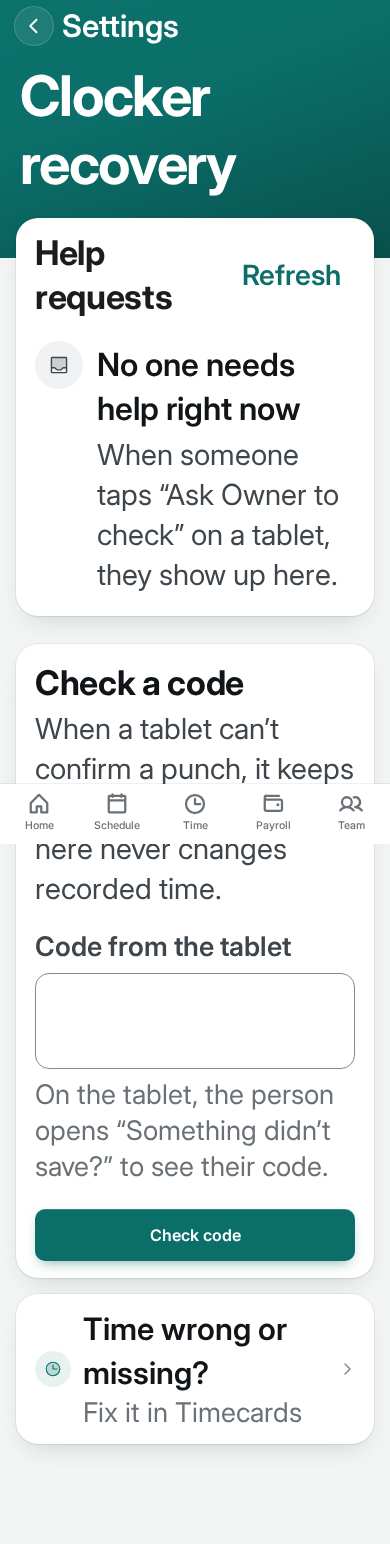 Settings
Clocker
recovery
Help
requests
Refresh
No one needs
help right now
When someone
taps “Ask Owner to
check” on a tablet,
they show up here.
Check a code
When a tablet can’t
confirm a punch, it keeps
Home
Schedule
Time
Payroll
Team
here never changes
recorded time.
Code from the tablet
On the tablet, the person
opens “Something didn’t
save?” to see their code.
Check code
Time wrong or
missing?
Fix it in Timecards